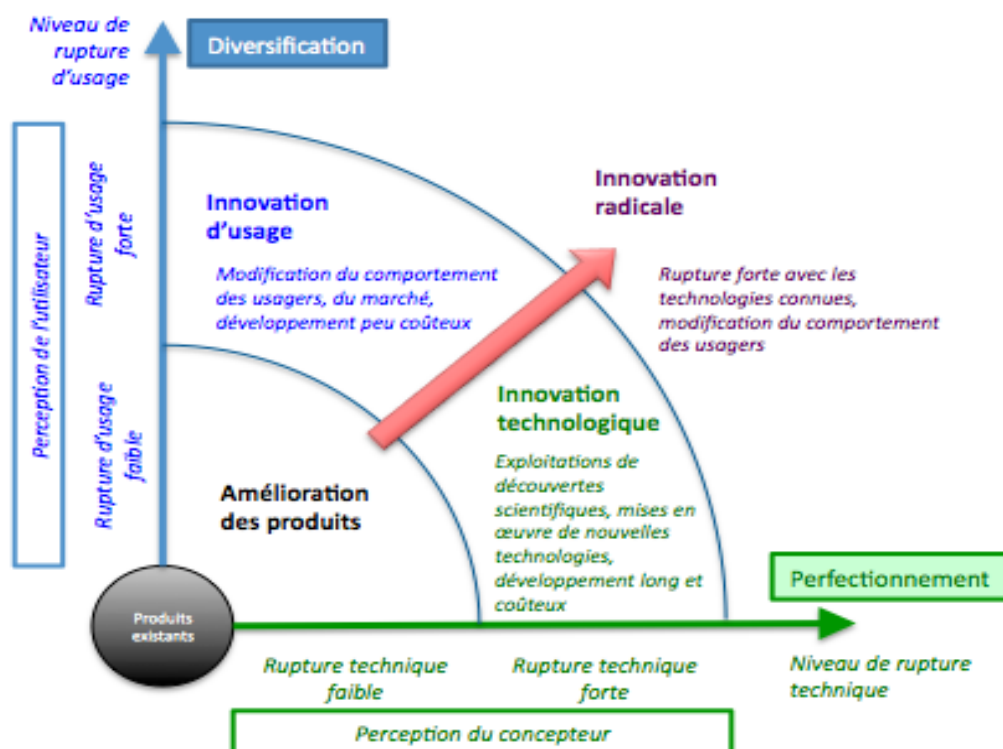 Niveau de
rupture
d'usage
Diversification
Perception de l'utilisateur
Rupture d'usage
forte
Rupture d'usage
faible
Innovation
d'usage
Modification du comportement
des usagers, du marché,
développement peu coûteux
Innovation
radicale
Rupture forte avec les
technologies connues,
modification du comportement
des usagers
Innovation
technologique
Exploitations de
découvertes
scientifiques, mises en
œuvre de nouvelles
technologies,
développement long et
coûteux
Amélioration
des produits
Produits
existants
Perfectionnement
Rupture technique
faible
Rupture technique
forte
Niveau de rupture
technique
Perception du concepteur